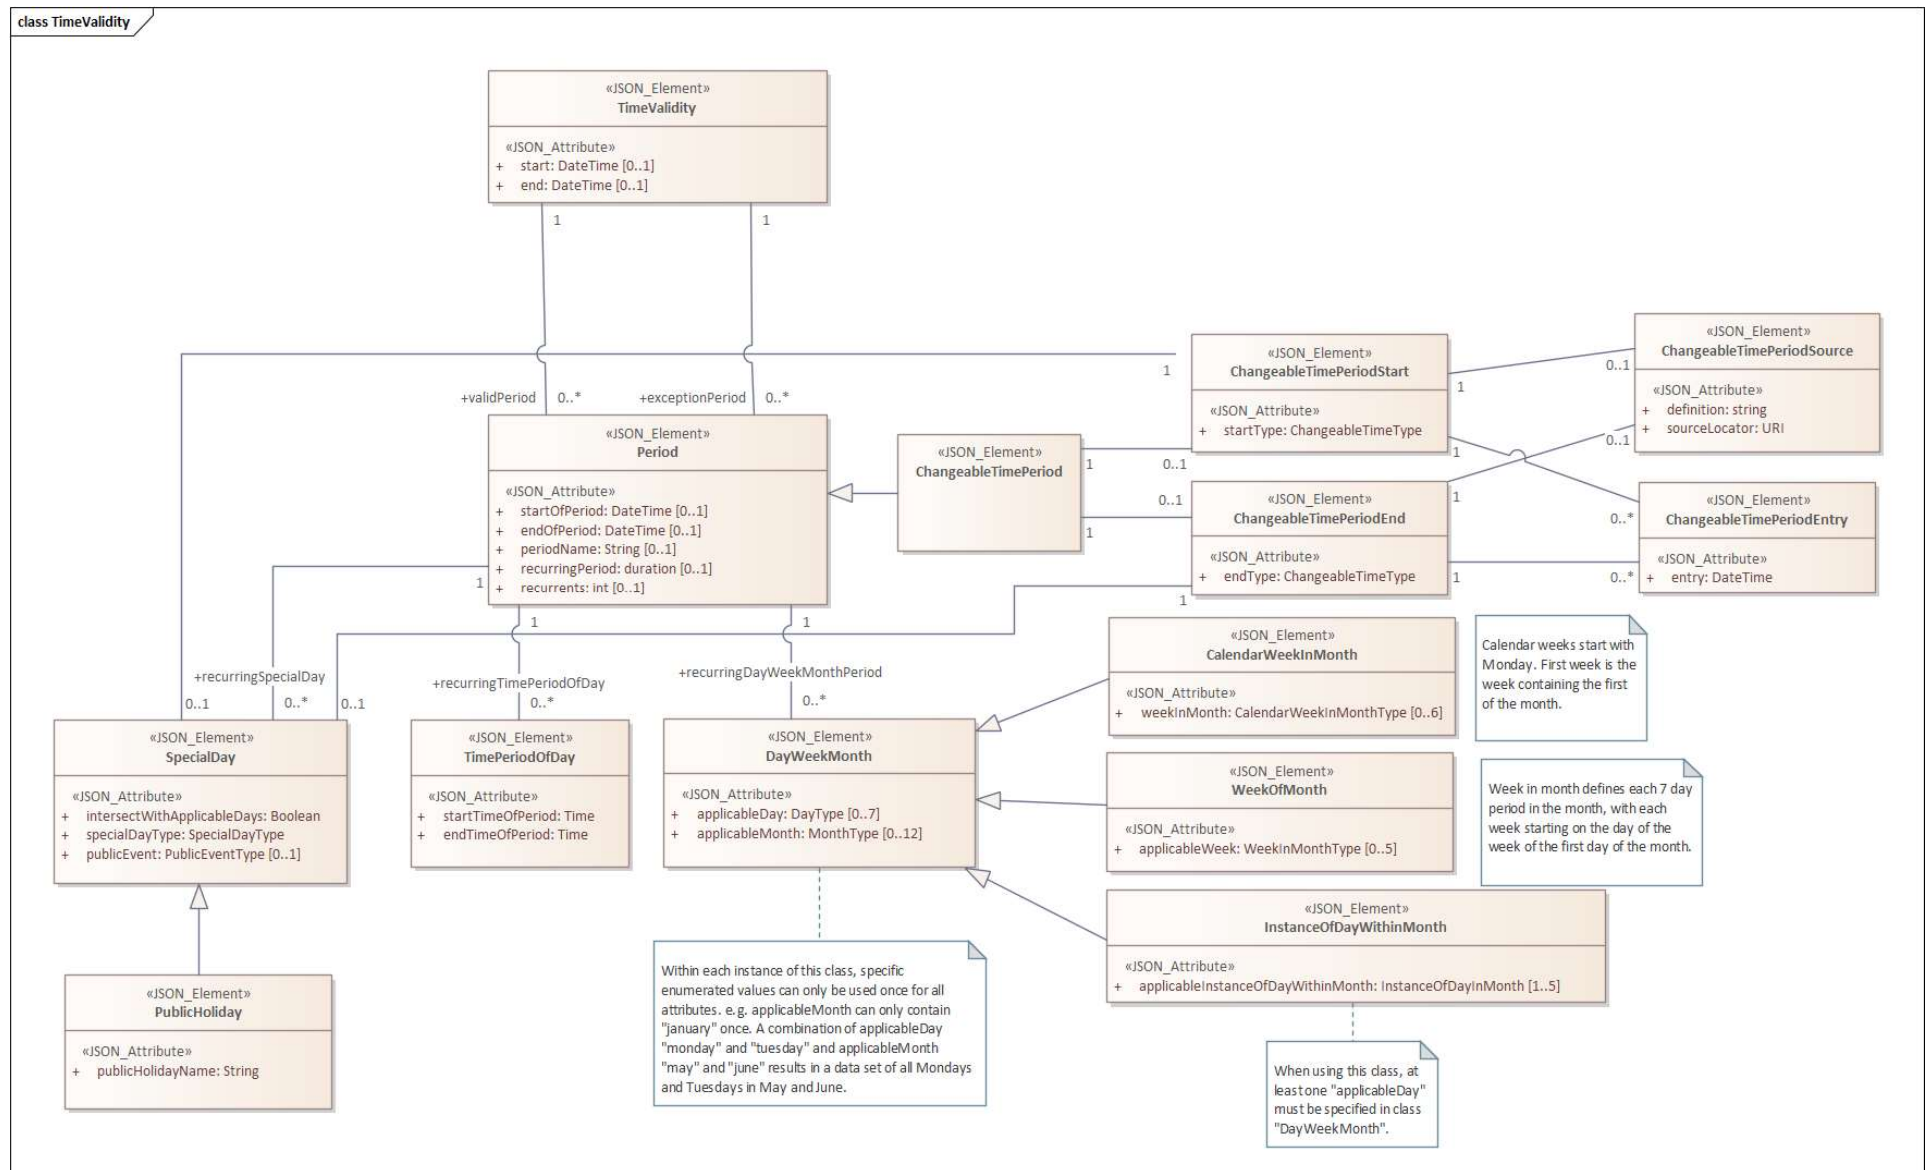 class TimeValidity
«JSON_Element»
TimeValidity
«JSON_Attribute»
+ start: DateTime [0..1]
+ end: DateTime [0..1]
1
1
+validPeriod 0..*
+exceptionPeriod 0..*
«JSON_Element»
Period
«JSON_Attribute»
+ startOfPeriod: DateTime [0..1]
+ endOfPeriod: DateTime [0..1]
+ periodName: String [0..1]
+ recurringPeriod: duration [0..1]
+ recurrents: int [0..1]
«JSON_Element»
ChangeableTimePeriod
1
0..1
1
0..1
1
«JSON_Element»
ChangeableTimePeriodStart
«JSON_Attribute»
+ startType: ChangeableTimeType
1
0..1
1
0..*
«JSON_Element»
ChangeableTimePeriodSource
«JSON_Attribute»
+ definition: string
+ sourceLocator: URI
«JSON_Element»
ChangeableTimePeriodEnd
«JSON_Attribute»
+ endType: ChangeableTimeType
1
0..1
1
0..*
1
«JSON_Element»
ChangeableTimePeriodEntry
«JSON_Attribute»
+ entry: DateTime
1
+recurringSpecialDay
0..1
0..*
0..1
1
+recurringTimePeriodOfDay
0..*
1
+recurringDayWeekMonthPeriod
0..*
«JSON_Element»
SpecialDay
«JSON_Attribute»
+ intersectWithApplicableDays: Boolean
+ specialDayType: SpecialDayType
+ publicEvent: PublicEventType [0..1]
«JSON_Element»
TimePeriodOfDay
«JSON_Attribute»
+ startTimeOfPeriod: Time
+ endTimeOfPeriod: Time
«JSON_Element»
DayWeekMonth
«JSON_Attribute»
+ applicableDay: DayType [0..7]
+ applicableMonth: MonthType [0..12]
«JSON_Element»
CalendarWeekInMonth
«JSON_Attribute»
+ weekInMonth: CalendarWeekInMonthType [0..6]
Calendar weeks start with
Monday. First week is the
week containing the first
of the month.
«JSON_Element»
WeekOfMonth
«JSON_Attribute»
+ applicableWeek: WeekInMonthType [0..5]
Week in month defines each 7 day
period in the month, with each
week starting on the day of the
week of the first day of the month.
«JSON_Element»
InstanceOfDayWithinMonth
«JSON_Attribute»
+ applicableInstanceOfDayWithinMonth: InstanceOfDayInMonth [1..5]
«JSON_Element»
PublicHoliday
«JSON_Attribute»
+ publicHolidayName: String
Within each instance of this class, specific
enumerated values can only be used once for all
attributes. e.g. applicableMonth can only contain
"january" once. A combination of applicableDay
"monday" and "tuesday" and applicableMonth
"may" and "june" results in a data set of all Mondays
and Tuesdays in May and June.
When using this class, at
least one "applicableDay"
must be specified in class
"DayWeekMonth".